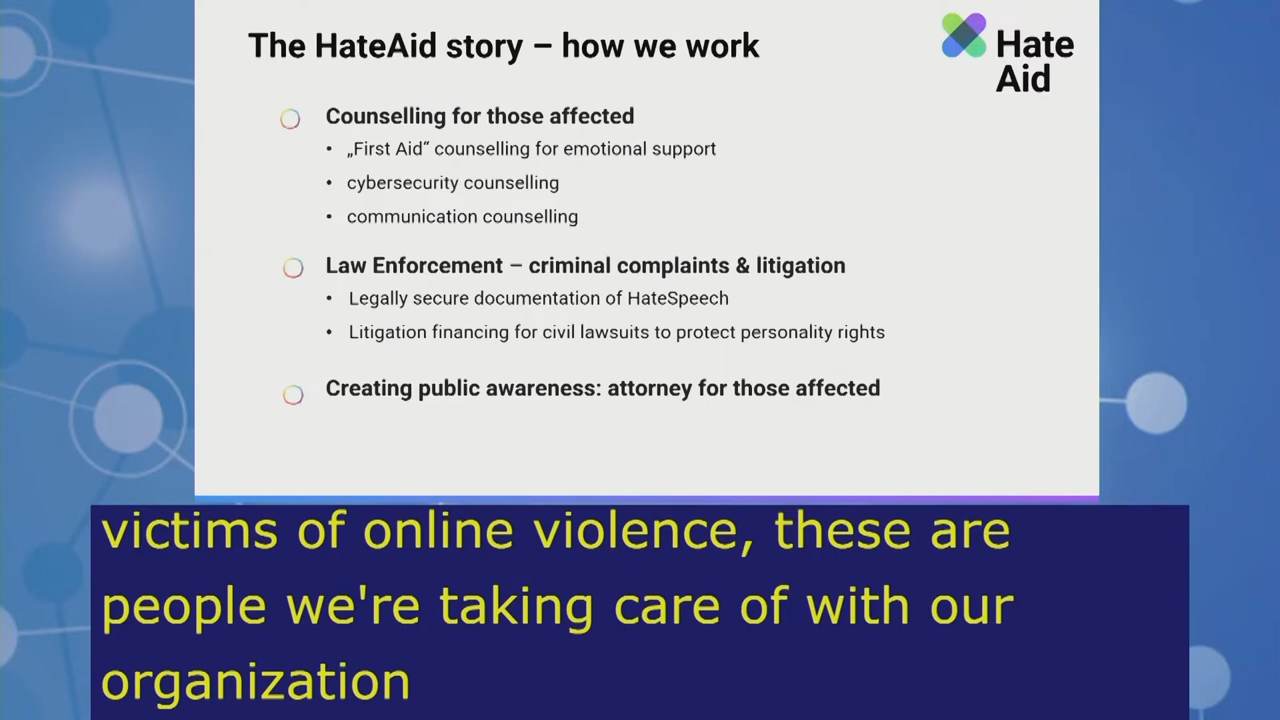 The HateAid story – how we work
Hate
Aid
Counselling for those affected
• „First Aid“ counselling for emotional support
• cybersecurity counselling
• communication counselling
Law Enforcement – criminal complaints & litigation
• Legally secure documentation of HateSpeech
• Litigation financing for civil lawsuits to protect personality rights
Creating public awareness: attorney for those affected
victims of online violence, these are
people we're taking care of with our
organization